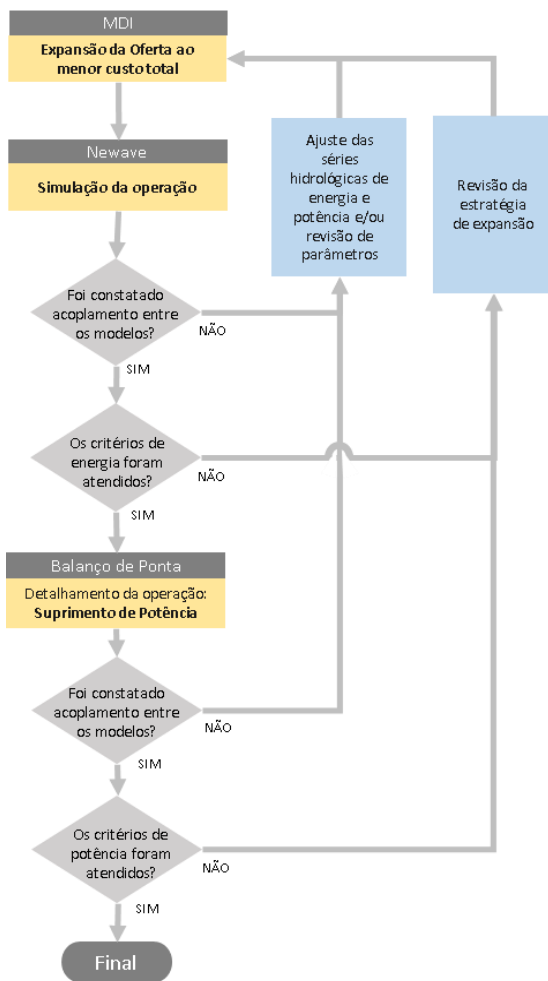 MDI
Expansão da Oferta ao
menor custo total
Newave
Simulação da operação
Ajuste das
séries
hidrológicas de
energia e
potência e/ou
revisão de
parâmetros
Revisão da
estratégia
de expansão
Foi constatado
acoplamento entre
os modelos?
NÃO
SIM
Os critérios de
energia foram
atendidos?
NÃO
SIM
Balanço de Ponta
Detalhamento da operação:
Suprimento de Potência
Foi constatado
acoplamento entre
os modelos?
NÃO
SIM
Os critérios de
potência foram
atendidos?
NÃO
SIM
Final